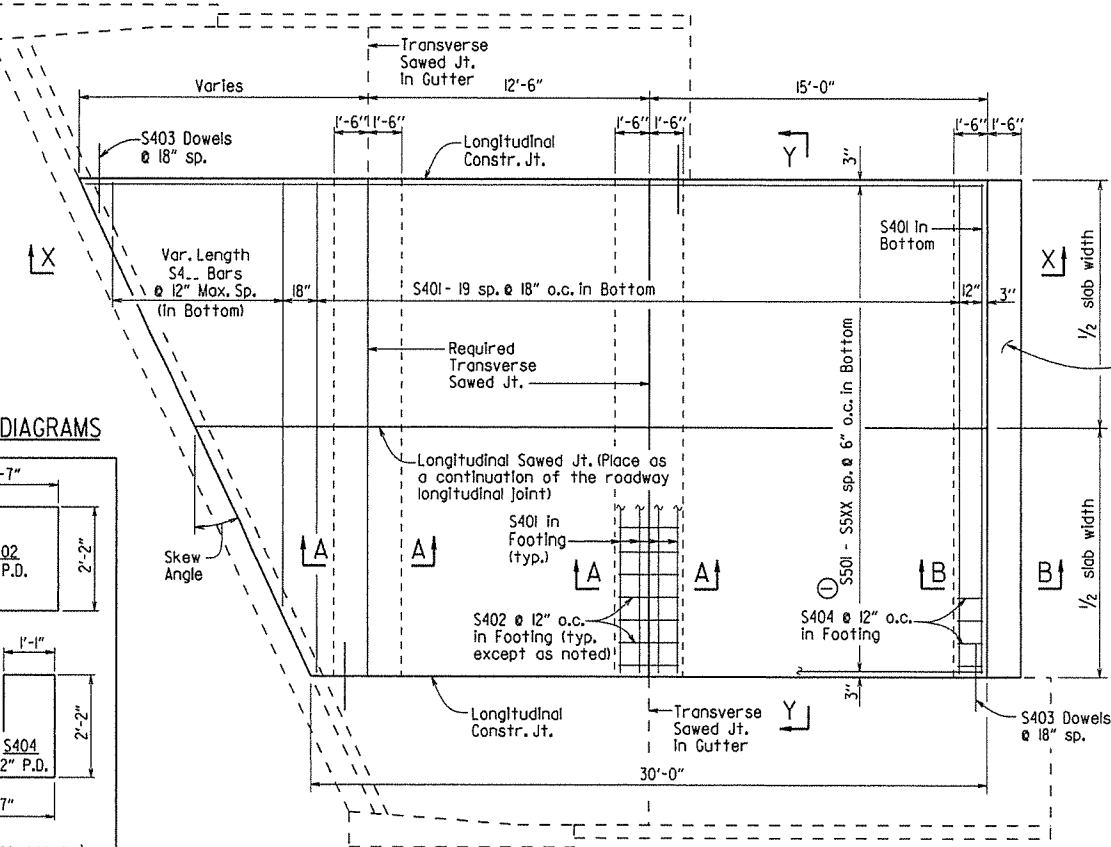 Transverse
Sawed Jt.
in Gutter
Varies
12'-6"
15'-0"
1'-6"
1'-6"
1'-6"
1'-6"
1'-6"
1'-6"
S403 Dowels
@ 18" sp.
Longitudinal
Constr. Jt.
Y
3"
X
S401 in
Bottom
X
Var. Length
S4__ Bars
@ 12" Max. Sp.
(in Bottom)
18"
S401 - 19 sp. @ 18" o.c. in Bottom
12"
3"
1/2 slab width
Required
Transverse
Sawed Jt.
① S501 - S5XX sp. @ 6" o.c. in Bottom
DIAGRAMS
-7"
02
P.D.
2'-2"
Longitudinal Sawed Jt. (Place as
a continuation of the roadway
longitudinal joint)
S401 in
Footing
(typ.)
Skew
Angle
A
A
A
A
B
B
1/2 slab width
S402 @ 12" o.c.
in Footing (typ.
except as noted)
S404 @ 12" o.c.
in Footing
1'-1"
S404
2" P.D.
2'-2"
7"
Longitudinal
Constr. Jt.
Transverse
Sawed Jt.
in Gutter
Y
3"
S403 Dowels
@ 18" sp.
30'-0"